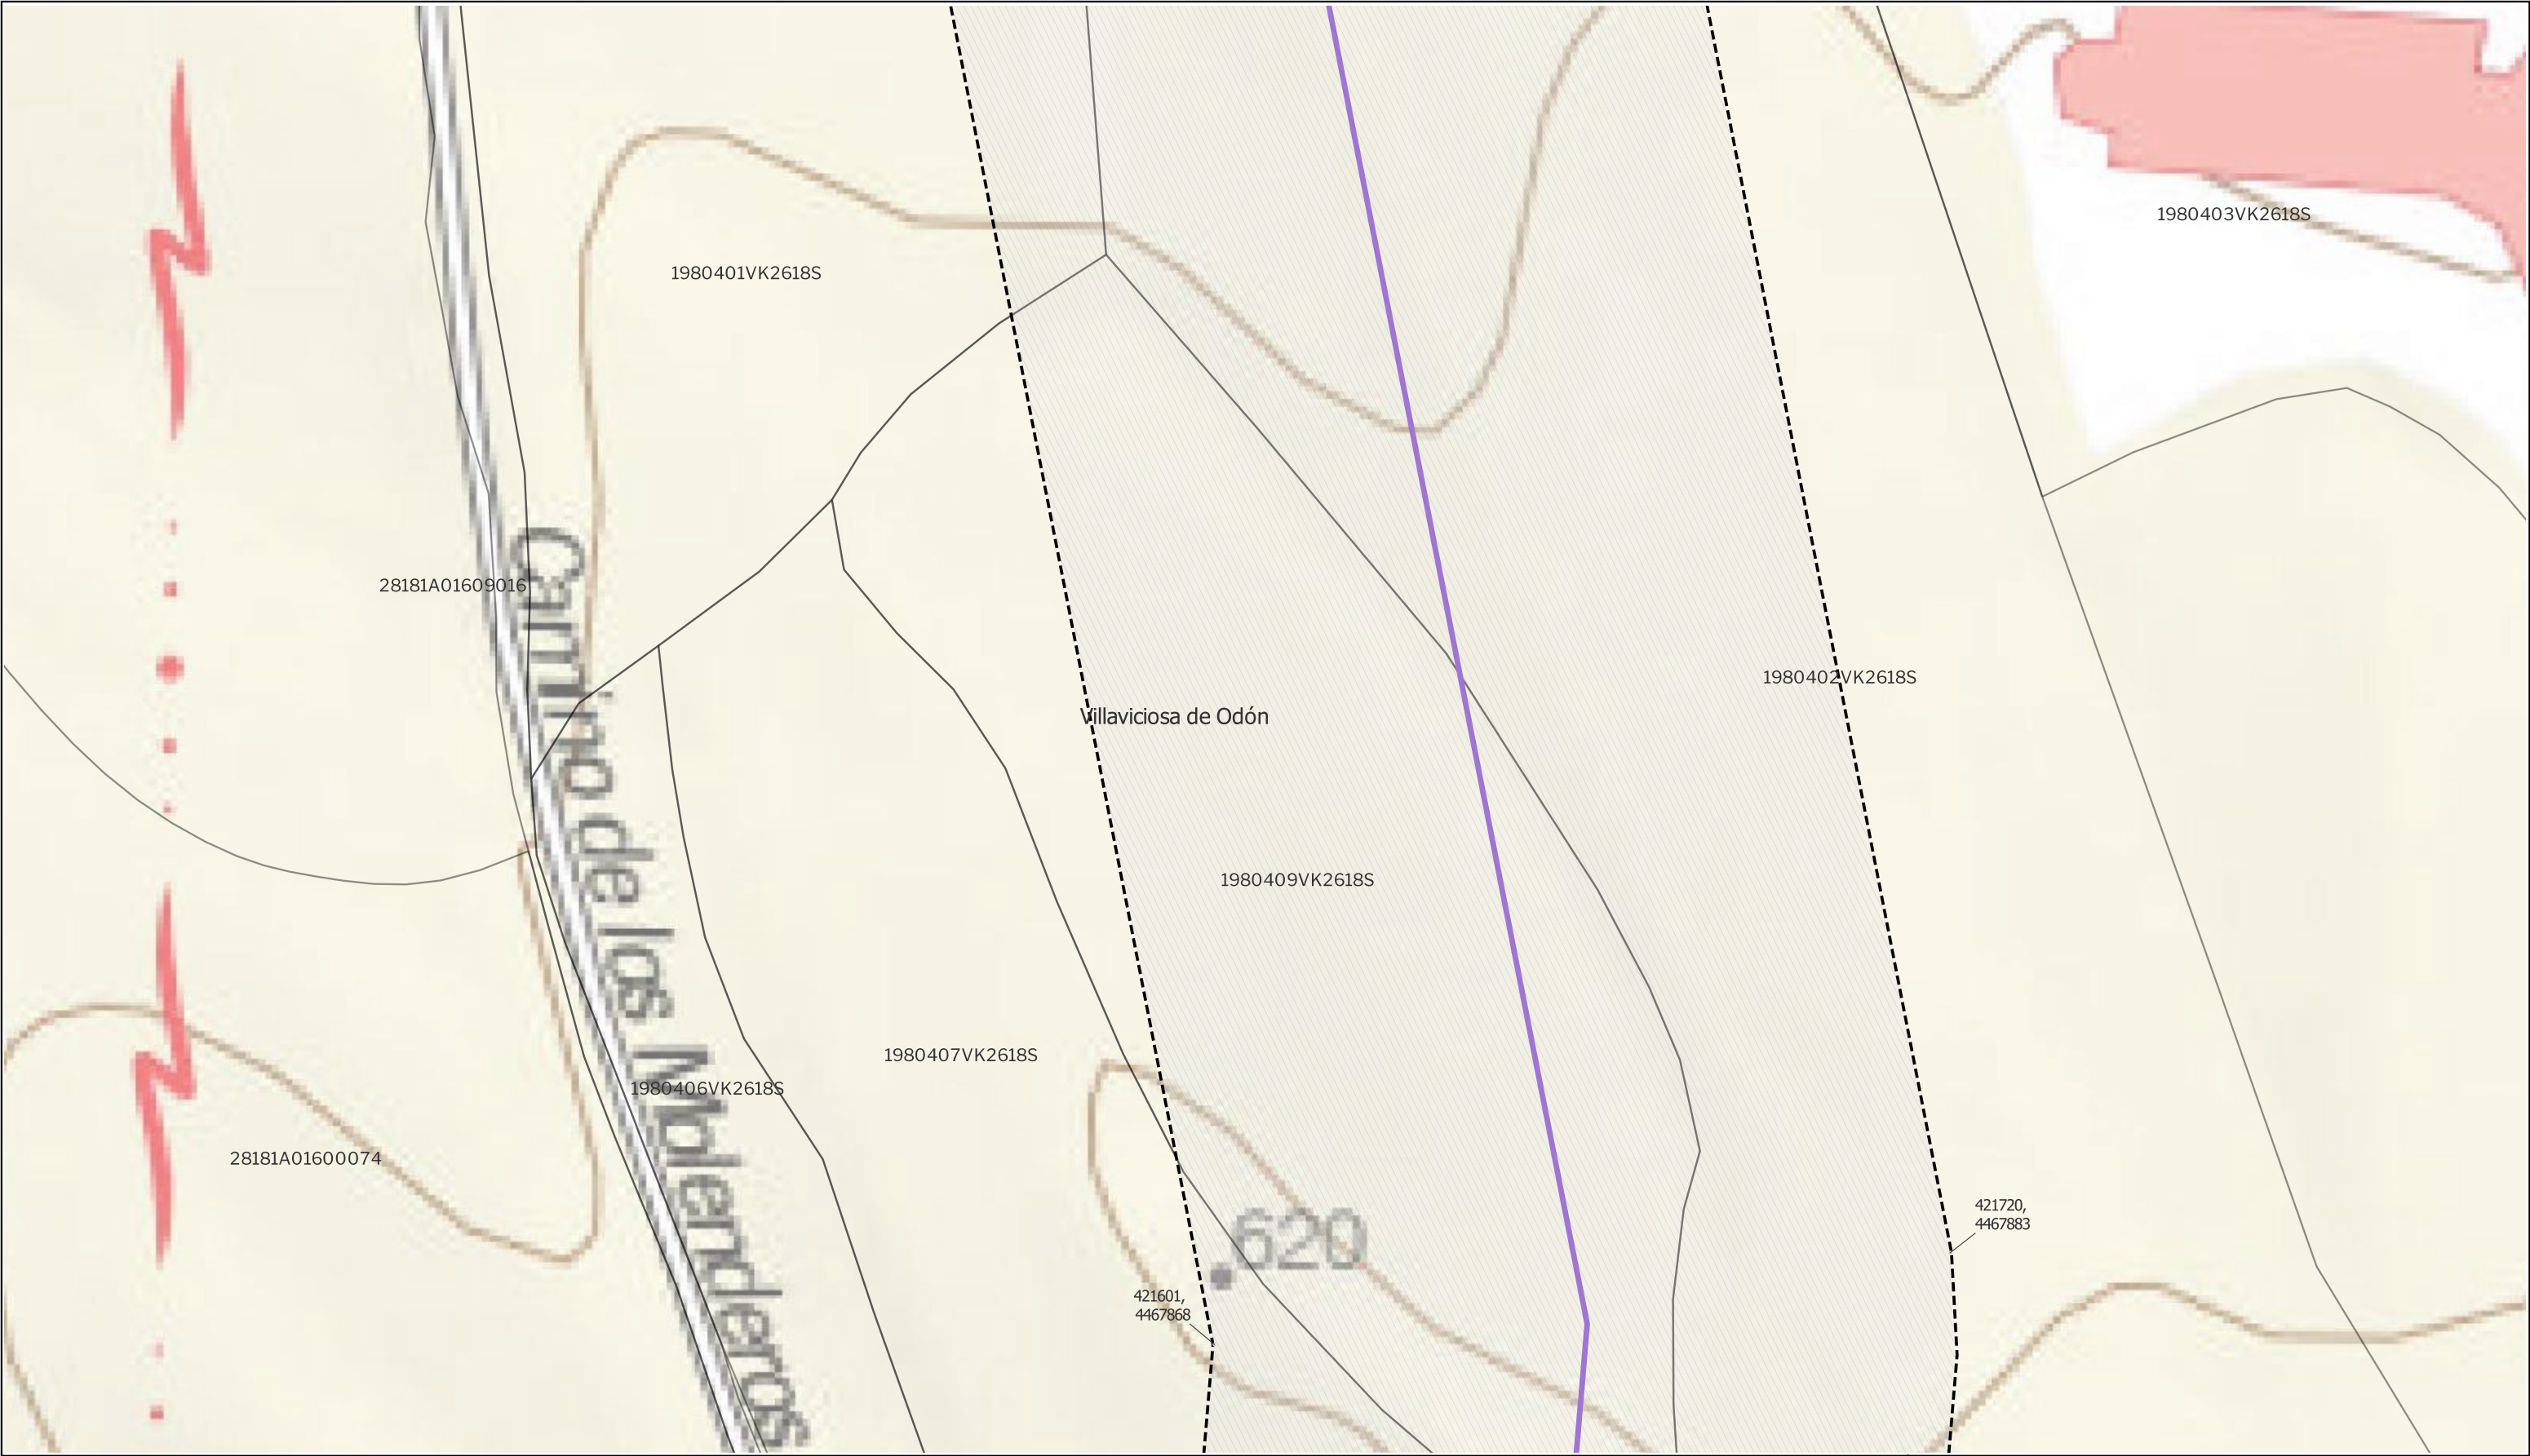 1980403VK2618S
1980401VK2618S
28181A01609016
Camino de los Molenderos
1980402VK2618S
Villaviciosa de Odón
1980409VK2618S
1980407VK2618S
1980406VK2618S
28181A01600074
421720,
4467883
620
421601,
4467868